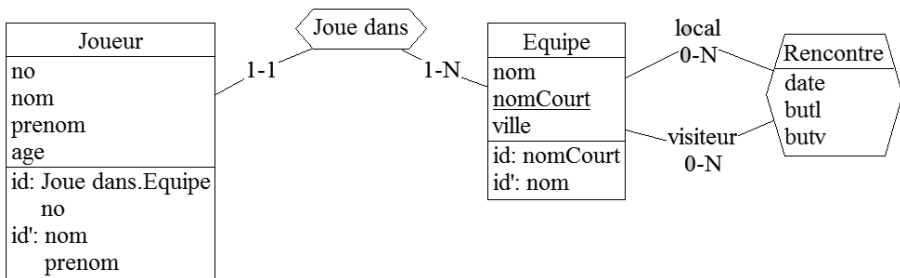 Joueur
no
nom
prenom
age
id: Joue dans.Equipe
no
id': nom
prenom
1-1
Joue dans
1-N
Equipe
nom
nomCourt
ville
id: nomCourt
id': nom
local
0-N
visiteur
0-N
Rencontre
date
butl
butv